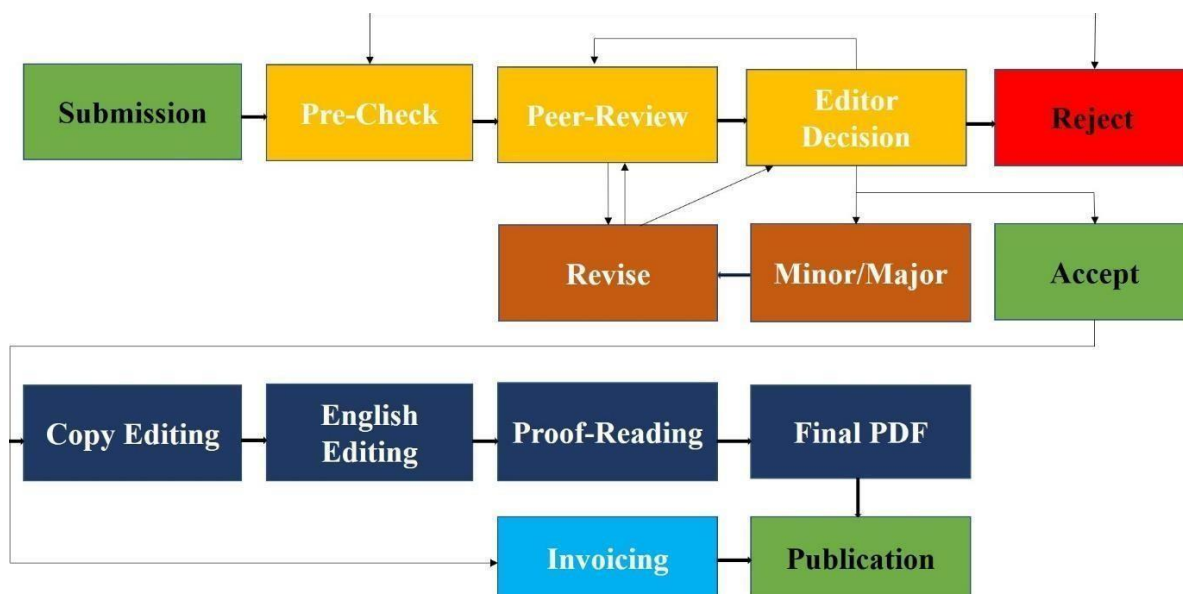 Submission
Pre-Check
Peer-Review
Editor
Decision
Reject
Revise
Minor/Major
Accept
Copy Editing
English
Editing
Proof-Reading
Final PDF
Invoicing
Publication